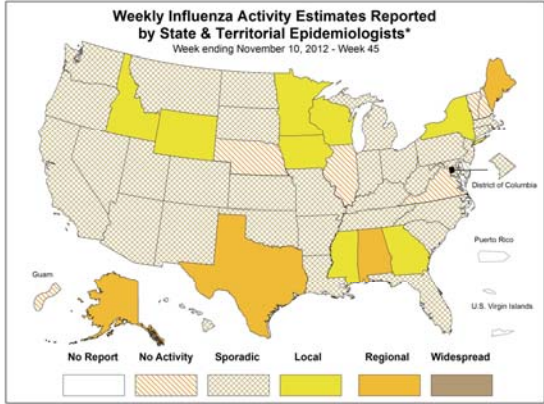 Weekly Influenza Activity Estimates Reported
by State & Territorial Epidemiologists*
Week ending November 10, 2012 - Week 45
District of Columbia
Puerto Rico
Guam
U.S. Virgin Islands
No Report No Activity Sporadic Local Regional Widespread